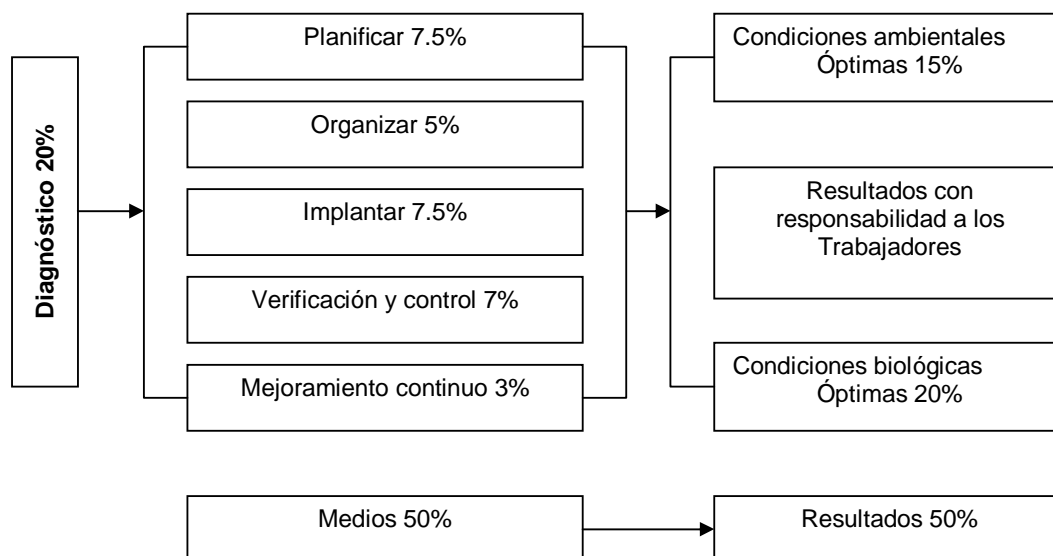 Diagnóstico 20%
Planificar 7.5%
Organizar 5%
Implantar 7.5%
Verificación y control 7%
Mejoramiento continuo 3%
Condiciones ambientales
Óptimas 15%
Resultados con
responsabilidad a los
Trabajadores
Condiciones biológicas
Óptimas 20%
Medios 50%
Resultados 50%